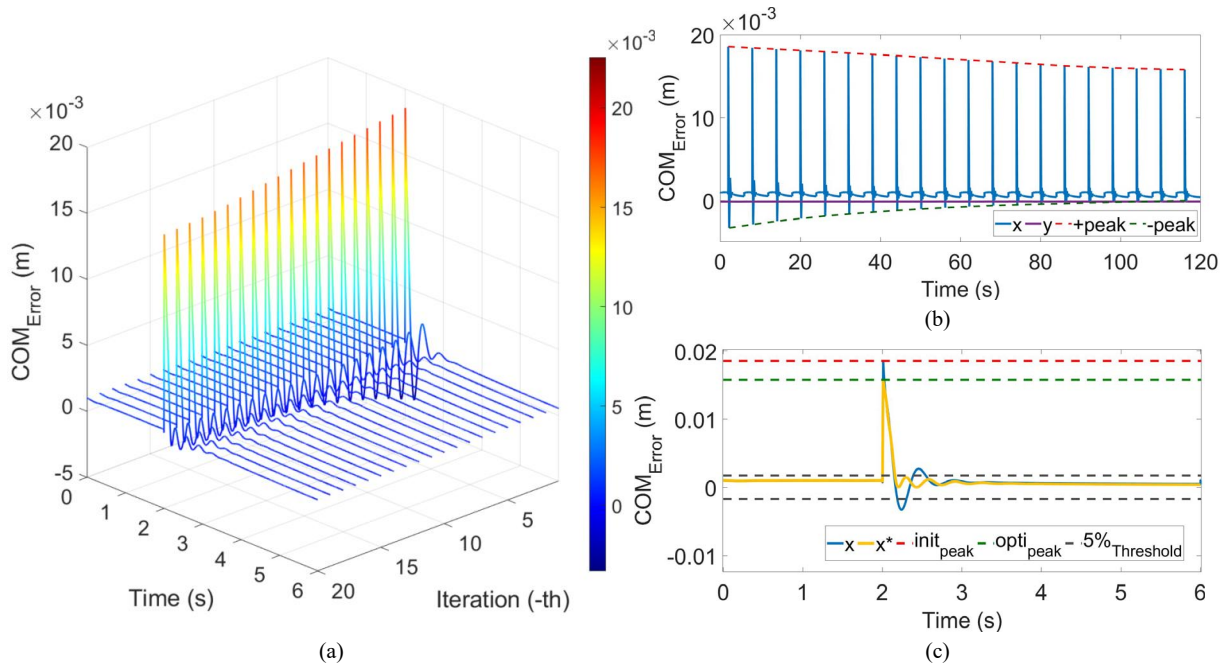 ×10⁻³
20
15
10
5
0
-5
COM_Error (m)
0
1
2
3
4
5
6
Time (s)
20
15
10
5
Iteration (-th)
×10⁻³
20
15
10
5
0
(a)
×10⁻³
20
10
0
COM_Error (m)
x y +peak -peak
0 20 40 60 80 100 120
Time (s)
(b)
0.02
0.01
0
-0.01
COM_Error (m)
x x* init_peak opti_peak 5%_Threshold
0 1 2 3 4 5 6
Time (s)
(c)